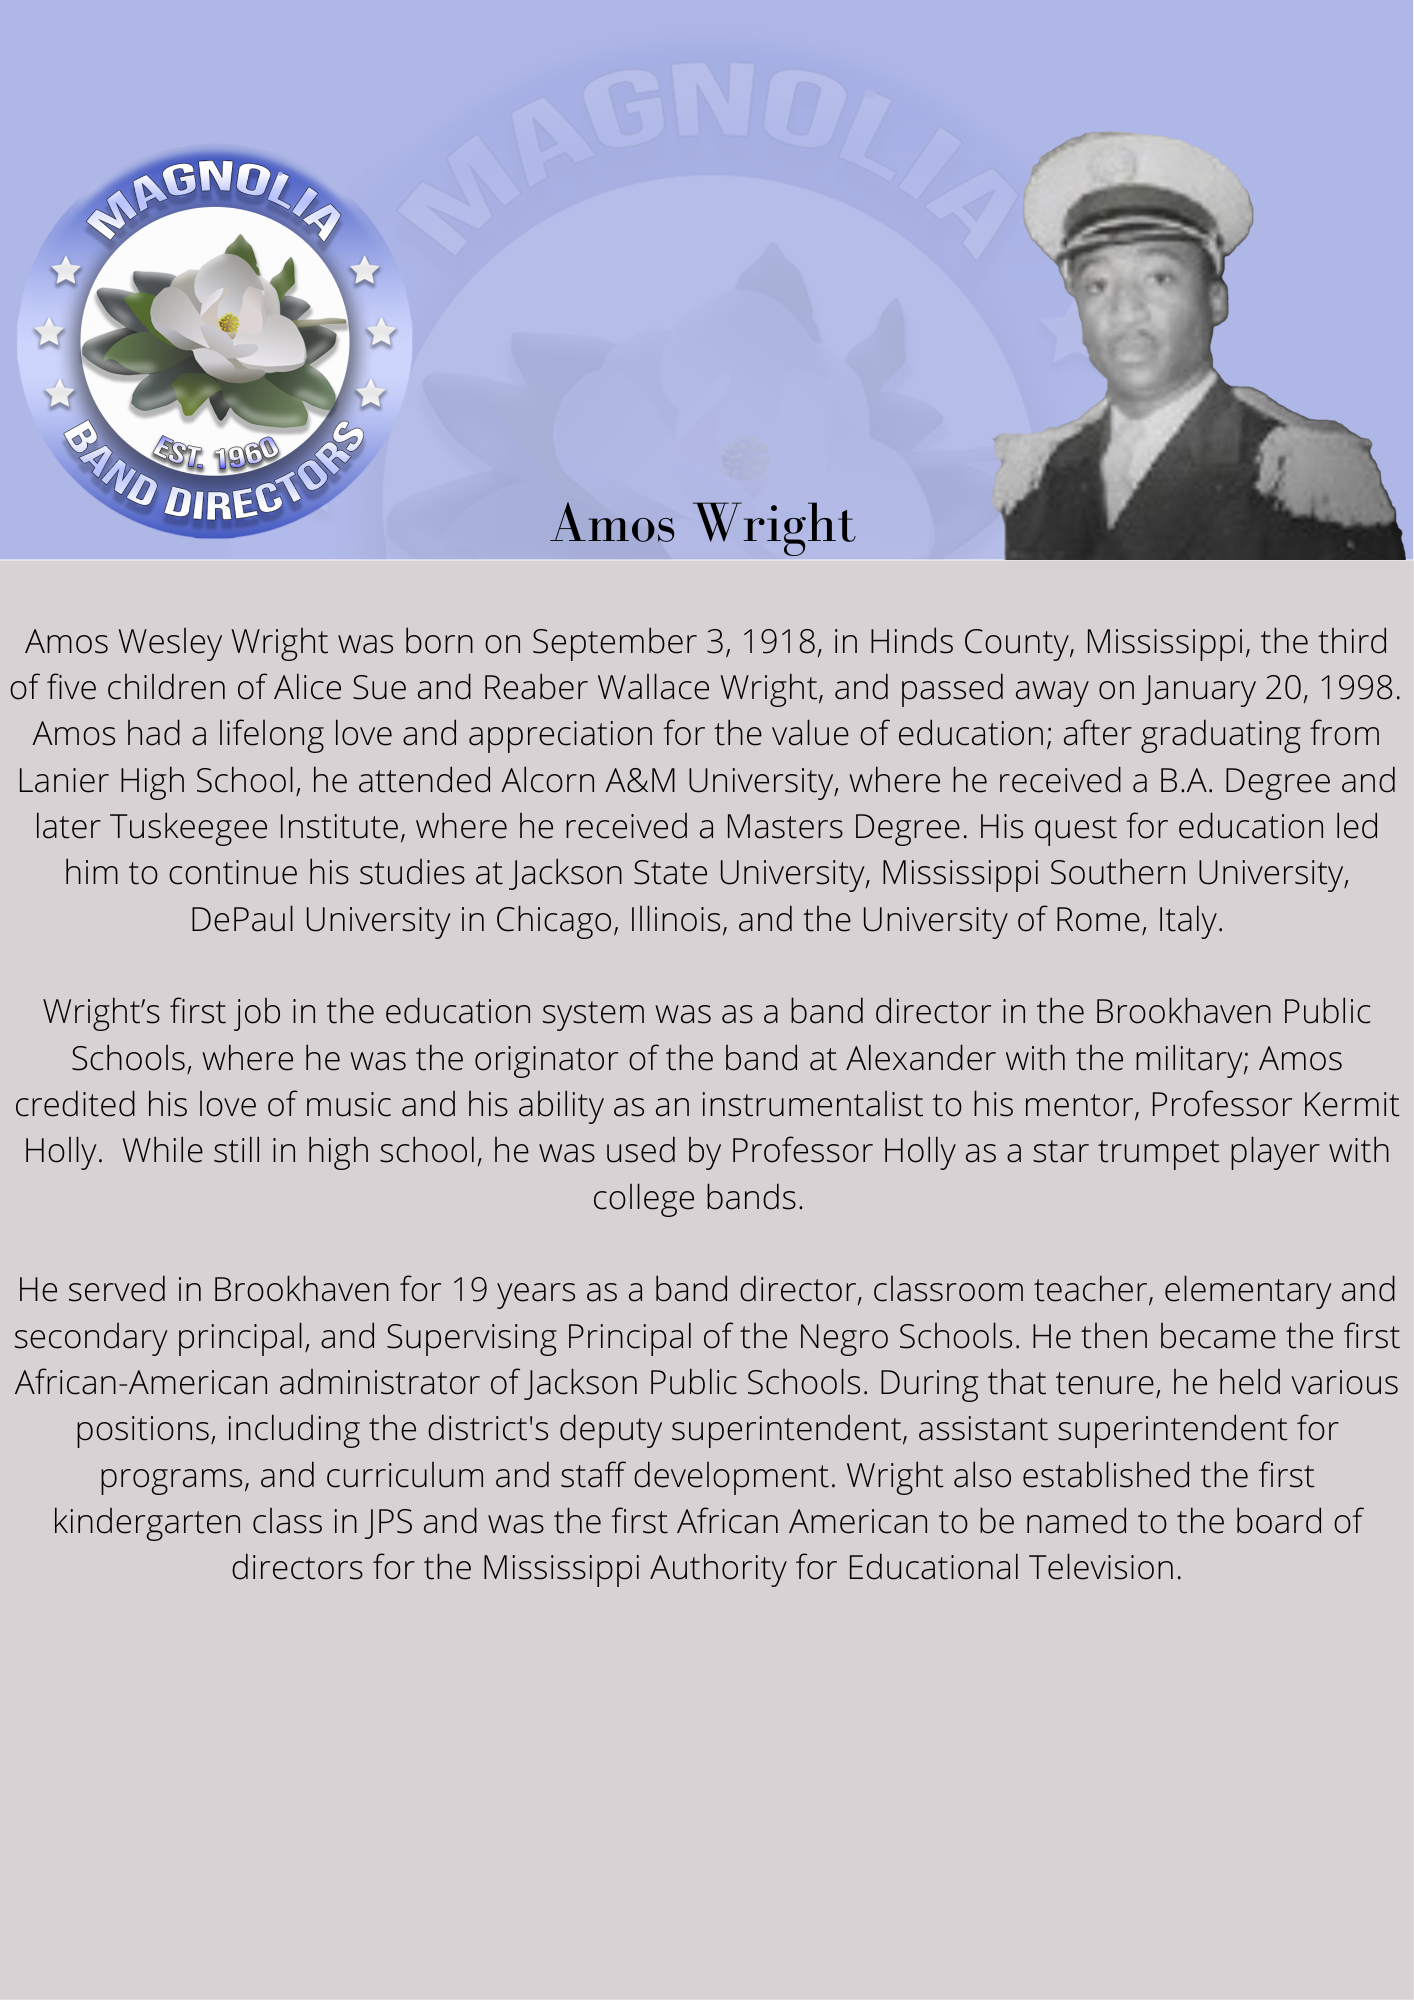 MAGNOLIA
MAGNOLIA
EST. 1960
BAND DIRECTORS
Amos Wright
Amos Wesley Wright was born on September 3, 1918, in Hinds County, Mississippi, the third
of five children of Alice Sue and Reaber Wallace Wright, and passed away on January 20, 1998.
Amos had a lifelong love and appreciation for the value of education; after graduating from
Lanier High School, he attended Alcorn A&M University, where he received a B.A. Degree and
later Tuskeegee Institute, where he received a Masters Degree. His quest for education led
him to continue his studies at Jackson State University, Mississippi Southern University,
DePaul University in Chicago, Illinois, and the University of Rome, Italy.
Wright’s first job in the education system was as a band director in the Brookhaven Public
Schools, where he was the originator of the band at Alexander with the military; Amos
credited his love of music and his ability as an instrumentalist to his mentor, Professor Kermit
Holly.  While still in high school, he was used by Professor Holly as a star trumpet player with
college bands.
He served in Brookhaven for 19 years as a band director, classroom teacher, elementary and
secondary principal, and Supervising Principal of the Negro Schools. He then became the first
African-American administrator of Jackson Public Schools. During that tenure, he held various
positions, including the district's deputy superintendent, assistant superintendent for
programs, and curriculum and staff development. Wright also established the first
kindergarten class in JPS and was the first African American to be named to the board of
directors for the Mississippi Authority for Educational Television.